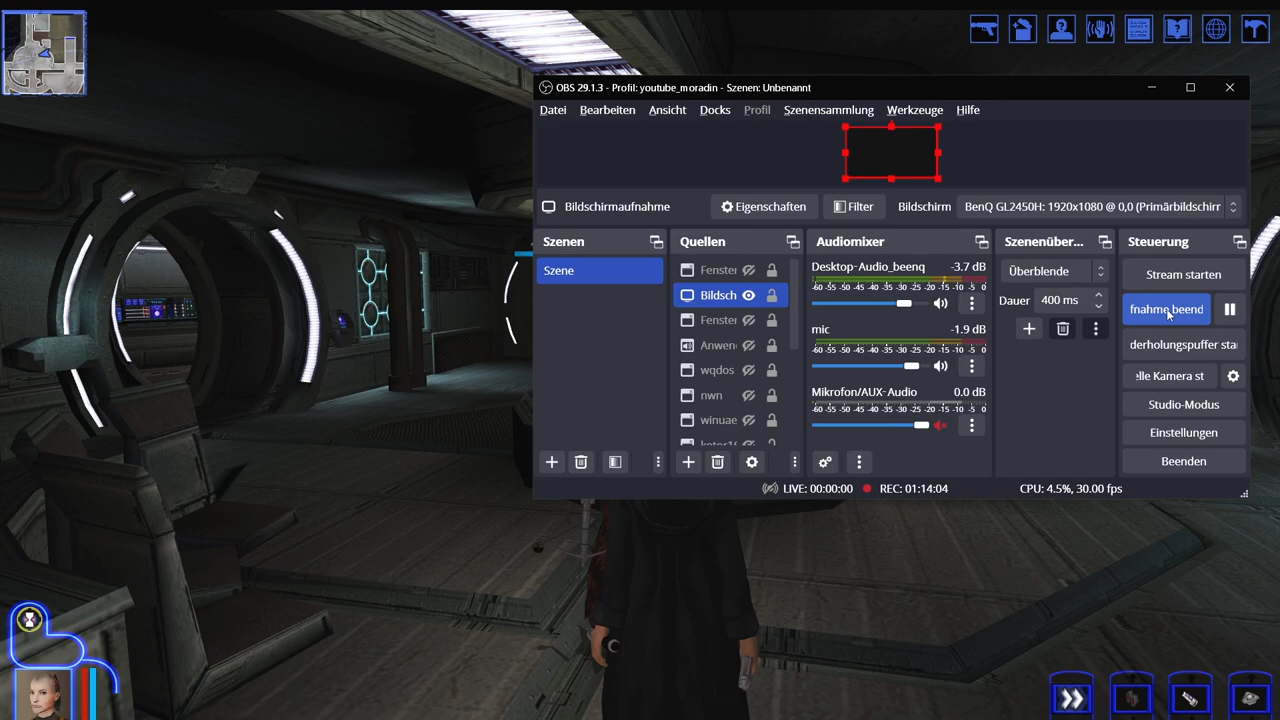 OBS 29.1.3 - Profil: youtube_moradin - Szenen: Unbenannt
Datei Bearbeiten Ansicht Docks Profil Szenensammlung Werkzeuge Hilfe
Bildschirmaufnahme Eigenschaften Filter Bildschirm BenQ GL2450H: 1920x1080 @ 0,0 (Primärbildschirr
Szenen Quellen Audiomixer Szenenüber... Steuerung
Szene
Fenster
Bildsch
Fenster
Anwen
wqdos
nwn
winuae
Desktop-Audio_beenq -3.7 dB
-60 -55 -50 -45 -40 -35 -30 -25 -20 -15 -10 -5 0
mic -1.9 dB
-60 -55 -50 -45 -40 -35 -30 -25 -20 -15 -10 -5 0
Mikrofon/AUX-Audio 0.0 dB
-60 -55 -50 -45 -40 -35 -30 -25 -20 -15 -10 -5 0
Überblende
Dauer 400 ms
Stream starten
fnahme beend
derholungspuffer sta
elle Kamera st
Studio-Modus
Einstellungen
Beenden
LIVE: 00:00:00 REC: 01:14:04 CPU: 4.5%, 30.00 fps